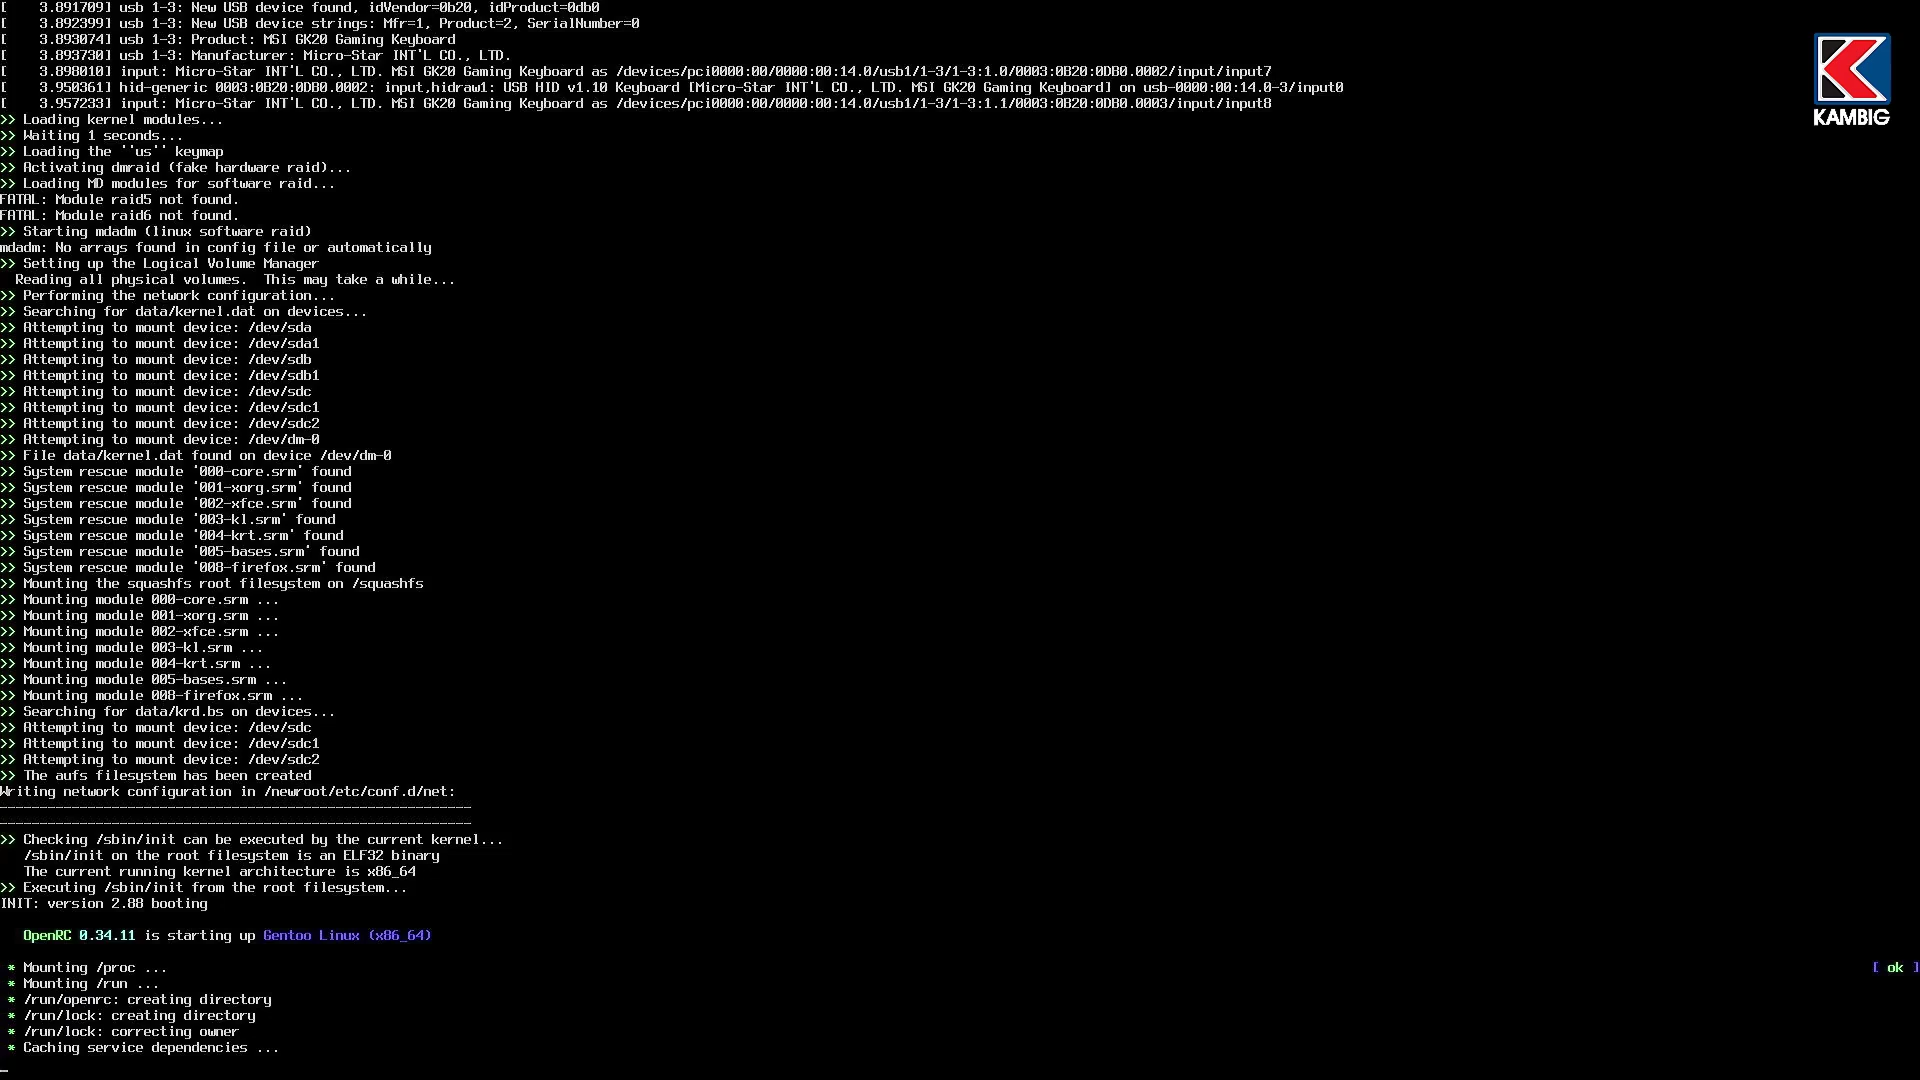 [    3.891709] usb 1-3: New USB device found, idVendor=0b20, idProduct=0db0
[    3.892399] usb 1-3: New USB device strings: Mfr=1, Product=2, SerialNumber=0
[    3.893074] usb 1-3: Product: MSI GK20 Gaming Keyboard
[    3.893730] usb 1-3: Manufacturer: Micro-Star INT'L CO., LTD.
[    3.898010] input: Micro-Star INT'L CO., LTD. MSI GK20 Gaming Keyboard as /devices/pci0000:00/0000:00:14.0/usb1/1-3/1-3:1.0/0003:0B20:0DB0.0002/input/input7
[    3.950361] hid-generic 0003:0B20:0DB0.0002: input,hidraw1: USB HID v1.10 Keyboard [Micro-Star INT'L CO., LTD. MSI GK20 Gaming Keyboard] on usb-0000:00:14.0-3/input0
[    3.957233] input: Micro-Star INT'L CO., LTD. MSI GK20 Gaming Keyboard as /devices/pci0000:00/0000:00:14.0/usb1/1-3/1-3:1.1/0003:0B20:0DB0.0003/input/input8
KAMBIG
>> Loading kernel modules...
>> Waiting 1 seconds...
>> Loading the ''us'' keymap
>> Activating dmraid (fake hardware raid)...
>> Loading MD modules for software raid...
FATAL: Module raid5 not found.
FATAL: Module raid6 not found.
>> Starting mdadm (linux software raid)
mdadm: No arrays found in config file or automatically
>> Setting up the Logical Volume Manager
  Reading all physical volumes.  This may take a while...
>> Performing the network configuration...
>> Searching for data/kernel.dat on devices...
>> Attempting to mount device: /dev/sda
>> Attempting to mount device: /dev/sda1
>> Attempting to mount device: /dev/sdb
>> Attempting to mount device: /dev/sdb1
>> Attempting to mount device: /dev/sdc
>> Attempting to mount device: /dev/sdc1
>> Attempting to mount device: /dev/sdc2
>> Attempting to mount device: /dev/dm-0
>> File data/kernel.dat found on device /dev/dm-0
>> System rescue module '000-core.srm' found
>> System rescue module '001-xorg.srm' found
>> System rescue module '002-xfce.srm' found
>> System rescue module '003-kl.srm' found
>> System rescue module '004-krt.srm' found
>> System rescue module '005-bases.srm' found
>> System rescue module '008-firefox.srm' found
>> Mounting the squashfs root filesystem on /squashfs
>> Mounting module 000-core.srm ...
>> Mounting module 001-xorg.srm ...
>> Mounting module 002-xfce.srm ...
>> Mounting module 003-kl.srm ...
>> Mounting module 004-krt.srm ...
>> Mounting module 005-bases.srm ...
>> Mounting module 008-firefox.srm ...
>> Searching for data/krd.bs on devices...
>> Attempting to mount device: /dev/sdc
>> Attempting to mount device: /dev/sdc1
>> Attempting to mount device: /dev/sdc2
>> The aufs filesystem has been created
Writing network configuration in /newroot/etc/conf.d/net:
-----------------------------------------------------------
-----------------------------------------------------------
>> Checking /sbin/init can be executed by the current kernel...
   /sbin/init on the root filesystem is an ELF32 binary
   The current running kernel architecture is x86_64
>> Executing /sbin/init from the root filesystem...
INIT: version 2.88 booting
   OpenRC 0.34.11 is starting up Gentoo Linux (x86_64)
 * Mounting /proc ... [ ok ]
 * Mounting /run ...
 * /run/openrc: creating directory
 * /run/lock: creating directory
 * /run/lock: correcting owner
 * Caching service dependencies ...
_